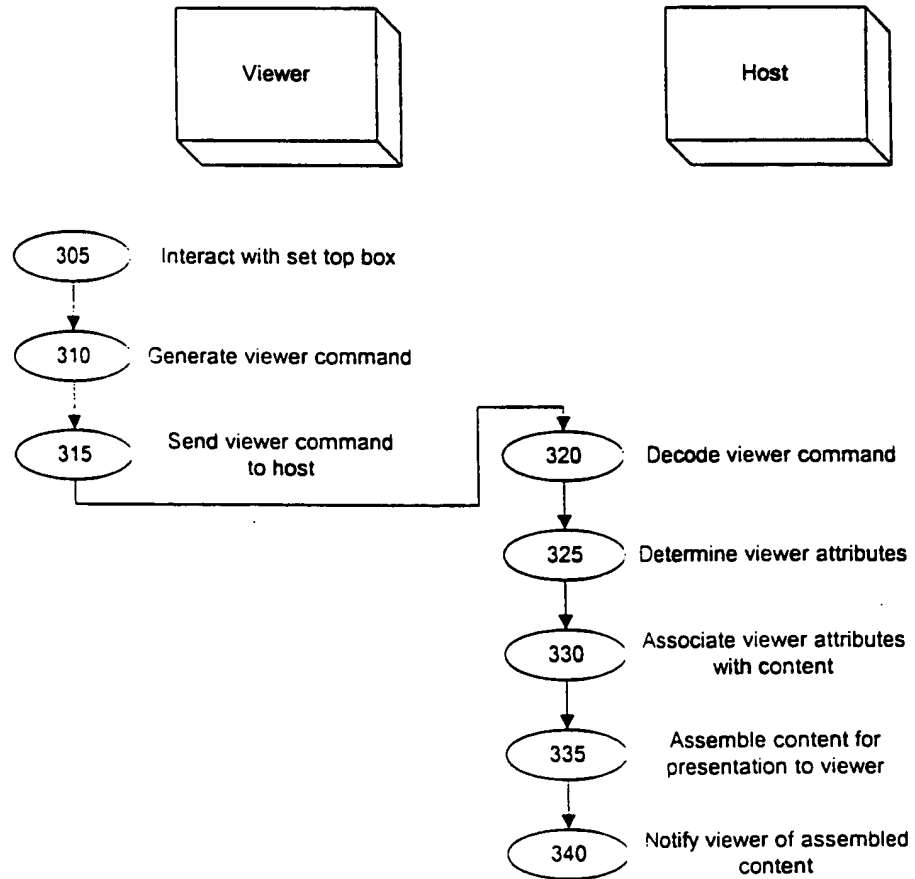 Viewer
Host
305 Interact with set top box
310 Generate viewer command
315 Send viewer command
to host
320 Decode viewer command
325 Determine viewer attributes
330 Associate viewer attributes
with content
335 Assemble content for
presentation to viewer
340 Notify viewer of assembled
content